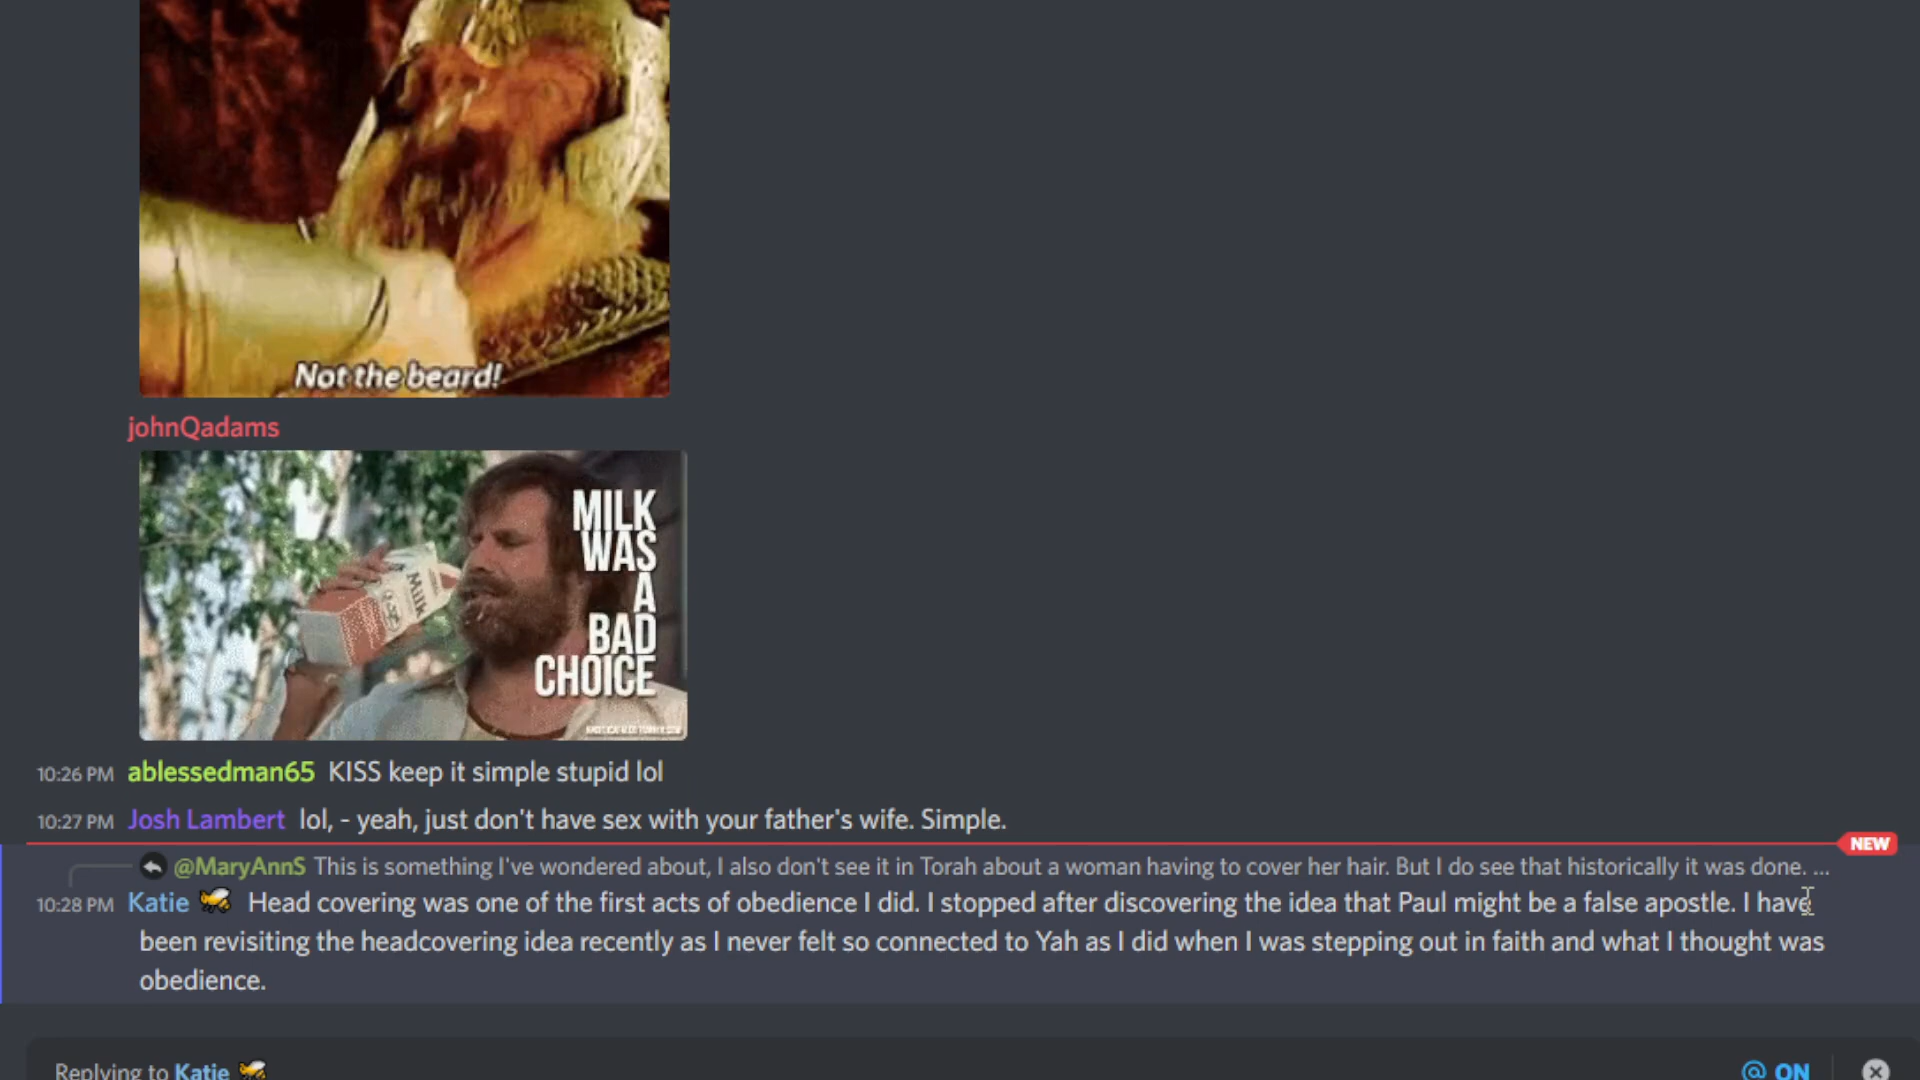 Not the beard!
johnQadams
MILK
WAS
A
BAD
CHOICE
Milk
10:26 PM ablessedman65 KISS keep it simple stupid lol
10:27 PM Josh Lambert lol, - yeah, just don't have sex with your father's wife. Simple.
NEW
@MaryAnnS This is something I've wondered about, I also don't see it in Torah about a woman having to cover her hair. But I do see that historically it was done. ...
10:28 PM Katie 🐝 Head covering was one of the first acts of obedience I did. I stopped after discovering the idea that Paul might be a false apostle. I have
been revisiting the headcovering idea recently as I never felt so connected to Yah as I did when I was stepping out in faith and what I thought was
obedience.
Replying to Katie 🐝 @ ON